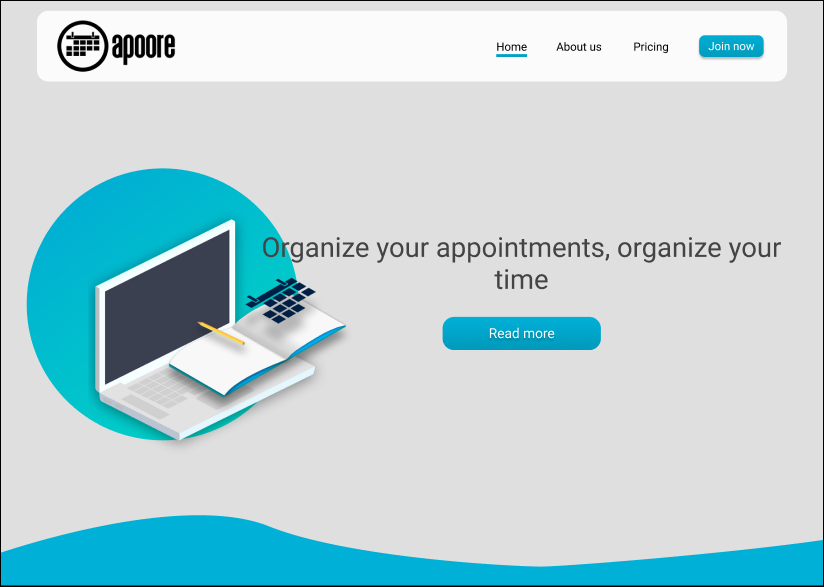 apoore
Home
About us
Pricing
Join now
Organize your appointments, organize your
time
Read more